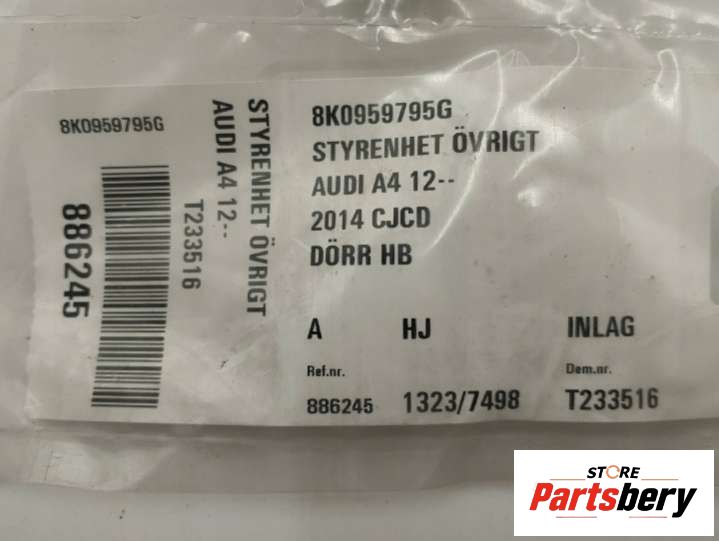 8K0959795G
886245
T233516
AUDI A4 12--
STYRENHET ÖVRIGT
8K0959795G
STYRENHET ÖVRIGT
AUDI A4 12--
2014 CJCD
DÖRR HB
A HJ INLAG
Ref.nr. Dem.nr.
886245 1323/7498 T233516
STORE
Partsbery